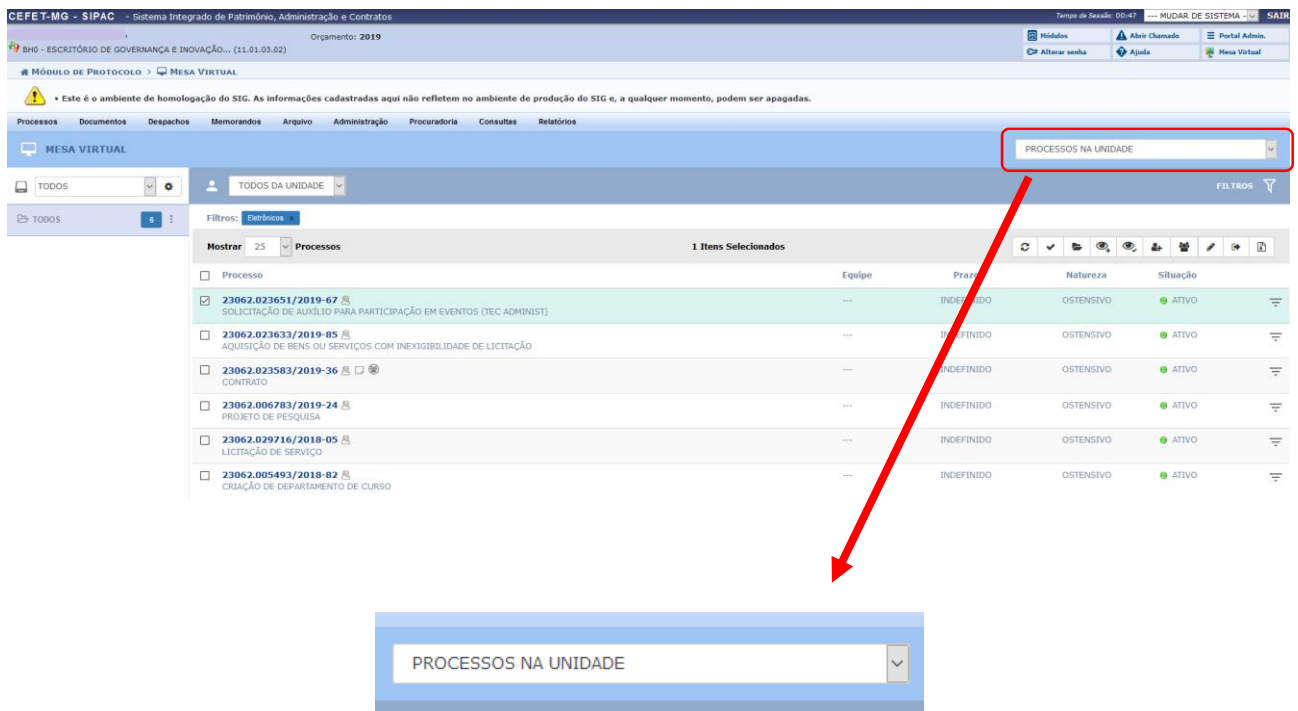 CEFET-MG - SIPAC - Sistema Integrado de Patrimônio, Administração e Contratos
Tempo de Sessão: 00:47 --- MUDAR DE SISTEMA - SAIR
Orçamento: 2019
BH0 - ESCRITÓRIO DE GOVERNANÇA E INOVAÇÃO... (11.01.03.02)
Módulos Abrir Chamado Portal Admin.
Alterar senha Ajuda Mesa Virtual
MÓDULO DE PROTOCOLO > MESA VIRTUAL
• Este é o ambiente de homologação do SIG. As informações cadastradas aqui não refletem no ambiente de produção do SIG e, a qualquer momento, podem ser apagadas.
Processos Documentos Despachos Memorandos Arquivo Administração Procuradoria Consultas Relatórios
MESA VIRTUAL
PROCESSOS NA UNIDADE
TODOS
TODOS DA UNIDADE
FILTROS
TODOS 6
Filtros: Eletrônicos x
Mostrar 25 Processos
1 Itens Selecionados
Processo Equipe Prazo Natureza Situação
23062.023651/2019-67 --- INDEFINIDO OSTENSIVO ATIVO
SOLICITAÇÃO DE AUXÍLIO PARA PARTICIPAÇÃO EM EVENTOS (TEC ADMINIST)
23062.023633/2019-85 --- INDEFINIDO OSTENSIVO ATIVO
AQUISIÇÃO DE BENS OU SERVIÇOS COM INEXIGIBILIDADE DE LICITAÇÃO
23062.023583/2019-36 --- INDEFINIDO OSTENSIVO ATIVO
CONTRATO
23062.006783/2019-24 --- INDEFINIDO OSTENSIVO ATIVO
PROJETO DE PESQUISA
23062.029716/2018-05 --- INDEFINIDO OSTENSIVO ATIVO
LICITAÇÃO DE SERVIÇO
23062.005493/2018-82 --- INDEFINIDO OSTENSIVO ATIVO
CRIAÇÃO DE DEPARTAMENTO DE CURSO
PROCESSOS NA UNIDADE